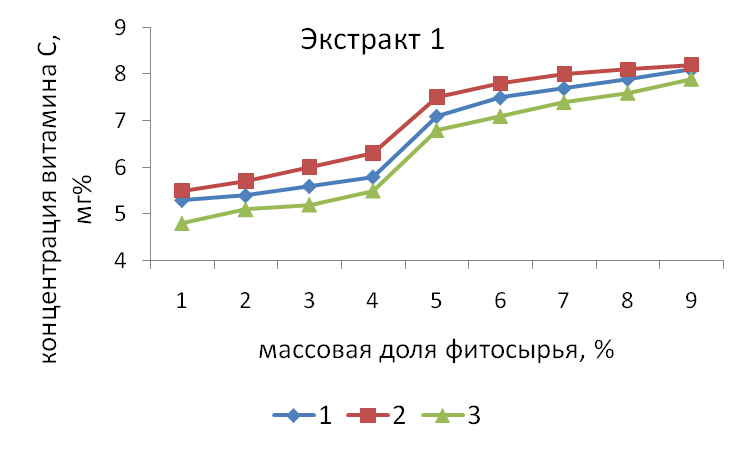 Экстракт 1
концентрация витамина С,
мг%
9
8
7
6
5
4
1 2 3 4 5 6 7 8 9
массовая доля фитосырья, %
1 2 3